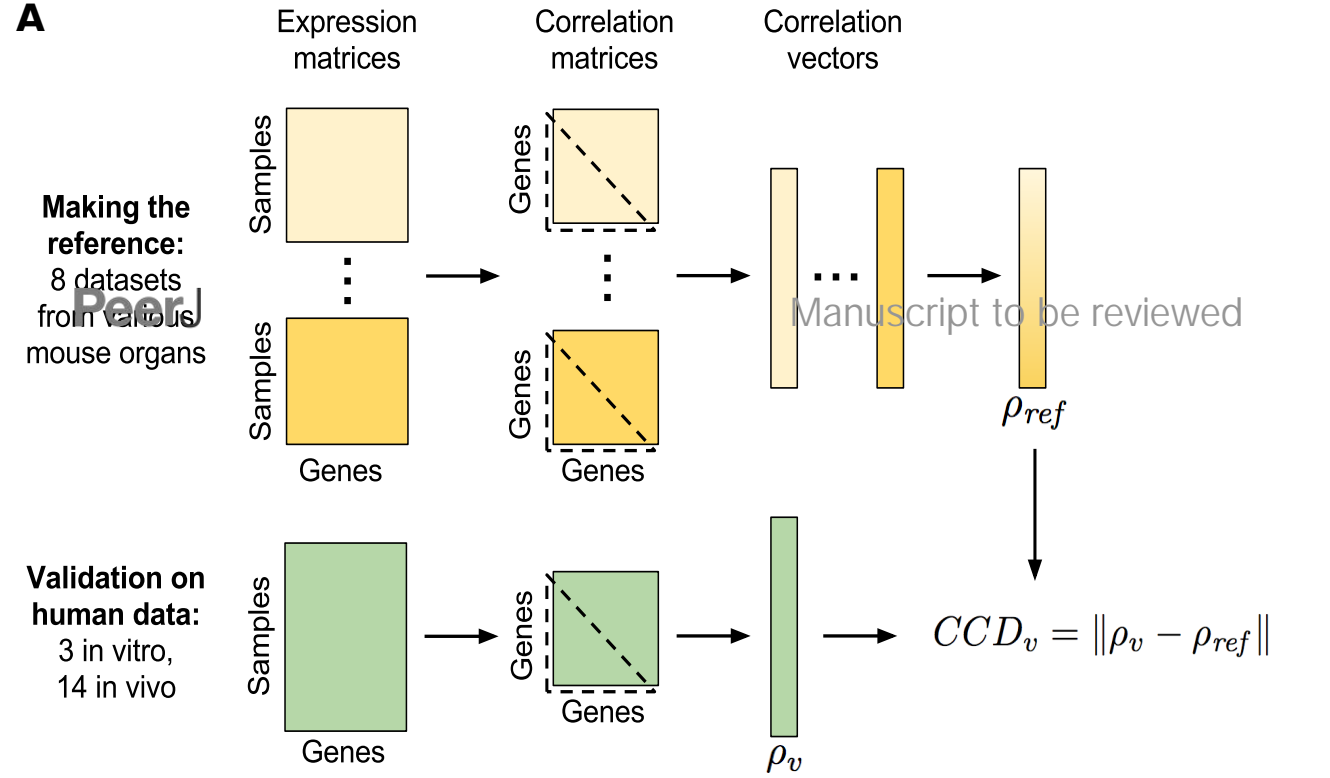 A
Expression
matrices
Correlation
matrices
Correlation
vectors
Making the
reference:
8 datasets
from various
mouse organs
PeerJ
Samples
Samples
Genes
Genes
Genes
Genes
Manuscript to be reviewed
ρref
Validation on
human data:
3 in vitro,
14 in vivo
Samples
Genes
Genes
Genes
ρv
CCDv = ‖ρv − ρref‖